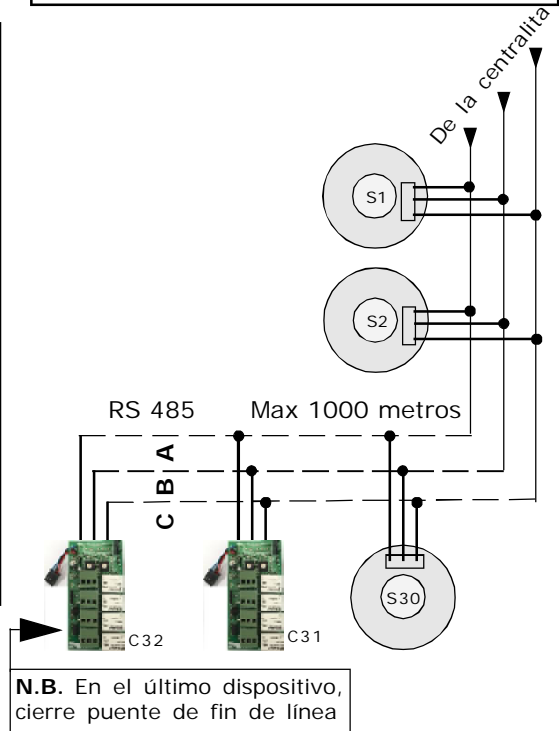 De la centralita
S1
S2
RS 485 Max 1000 metros
A
B
C
S30
C32
C31
N.B. En el último dispositivo,
cierre puente de fin de línea